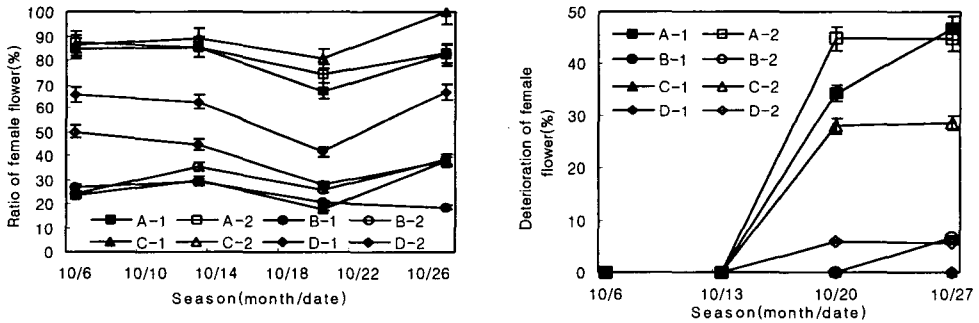 Ratio of female flower(%)
100
90
80
70
60
50
40
30
20
10
0
A-1 A-2 B-1 B-2
C-1 C-2 D-1 D-2
10/6 10/10 10/14 10/18 10/22 10/26
Season(month/date)
Deterioration of female
flower(%)
50
40
30
20
10
0
A-1 A-2
B-1 B-2
C-1 C-2
D-1 D-2
10/6 10/13 10/20 10/27
Season(month/date)